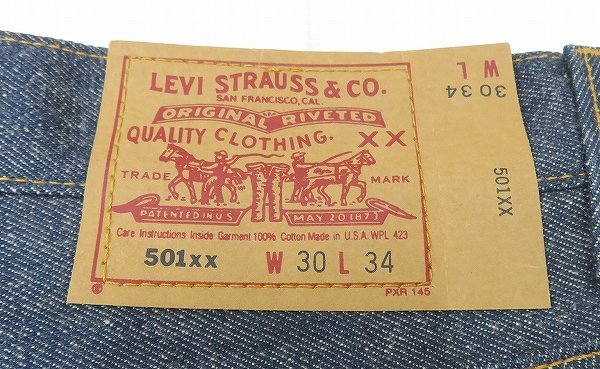 LEVI STRAUSS & CO.
SAN FRANCISCO, CAL.
ORIGINAL RIVETED
QUALITY CLOTHING. XX
TRADE MARK
PATENTED IN U S MAY 20 1873
Care Instructions Inside Garment 100% Cotton Made in U.S.A. WPL 423
501xx W 30 L 34
® PXR 145
W L
30 34
501XX